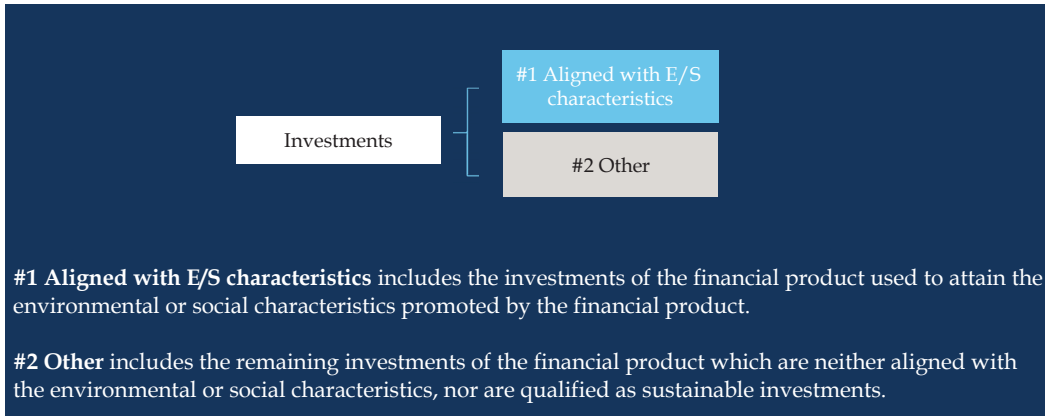 #1 Aligned with E/S
characteristics
Investments
#2 Other
#1 Aligned with E/S characteristics includes the investments of the financial product used to attain the
environmental or social characteristics promoted by the financial product.
#2 Other includes the remaining investments of the financial product which are neither aligned with
the environmental or social characteristics, nor are qualified as sustainable investments.